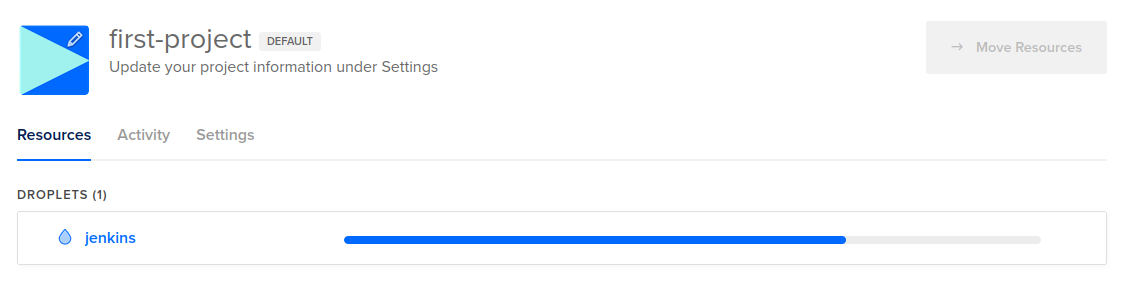 first-project DEFAULT
Update your project information under Settings
→ Move Resources
Resources Activity Settings
DROPLETS (1)
jenkins